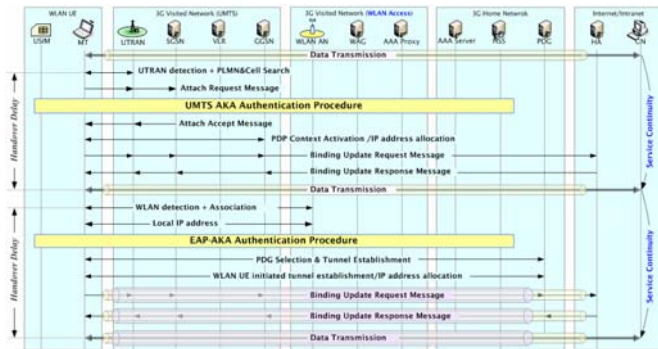 WLAN UE
3G Visited Network (UMTS)
3G Visited Network (WLAN Access)
3G Home Network
Internet/Intranet
USIM
MT
UTRAN
SGSN
VLR
GGSN
WLAN AN
WAG
AAA Proxy
AAA Server
HSS
PDG
HA
CN
Data Transmission
UTRAN detection + PLMN&Cell Search
Attach Request Message
UMTS AKA Authentication Procedure
Attach Accept Message
PDP Context Activation /IP address allocation
Binding Update Request Message
Binding Update Response Message
Data Transmission
Handover Delay
Service Continuity
WLAN detection + Association
Local IP address
EAP-AKA Authentication Procedure
PDG Selection & Tunnel Establishment
WLAN UE initiated tunnel establishment/IP address allocation
Binding Update Request Message
Binding Update Response Message
Data Transmission
Handover Delay
Service Continuity